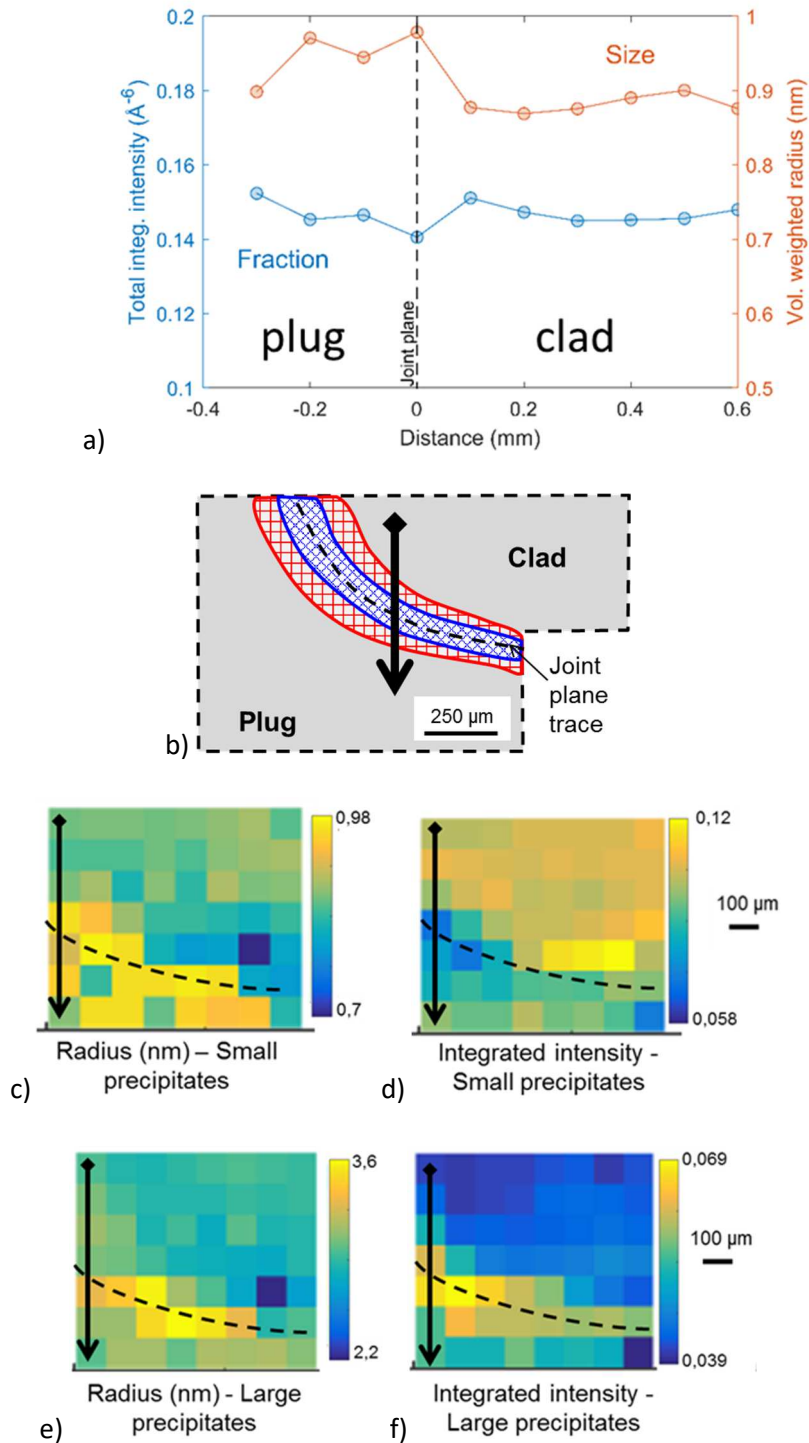 0.2
0.18
0.16
0.14
0.12
0.1
Total integ. intensity (Å-6)
1
0.9
0.8
0.7
0.6
0.5
Vol. weighted radius (nm)
Size
Fraction
plug
Joint plane
clad
-0.4
-0.2
0
0.2
0.4
0.6
Distance (mm)
a)
Clad
Joint
plane
trace
Plug
250 µm
b)
0,98
0,7
Radius (nm) – Small
precipitates
c)
0,12
0,058
100 µm
Integrated intensity -
Small precipitates
d)
3,6
2,2
Radius (nm) - Large
precipitates
e)
0,069
0,039
100 µm
Integrated intensity -
Large precipitates
f)